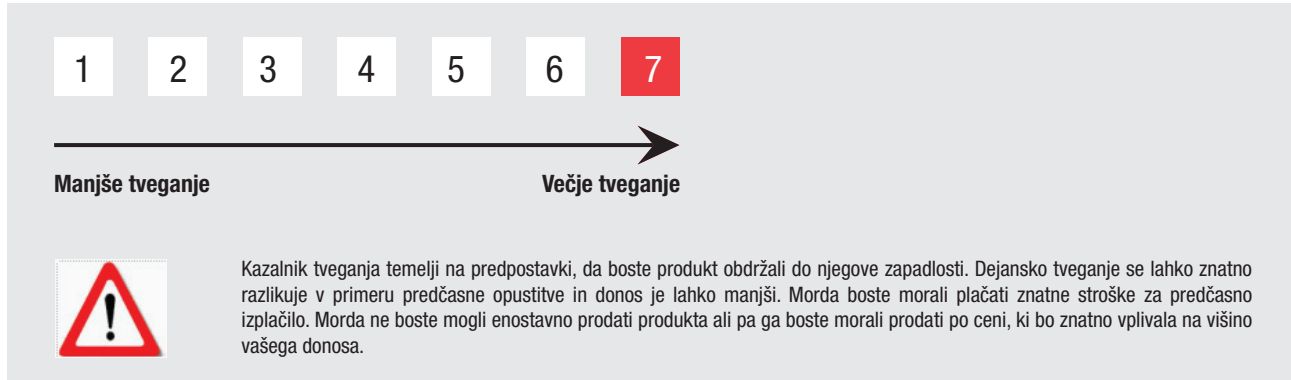 1 2 3 4 5 6 7
Manjše tveganje Večje tveganje
Kazalnik tveganja temelji na predpostavki, da boste produkt obdržali do njegove zapadlosti. Dejansko tveganje se lahko znatno
razlikuje v primeru predčasne opustitve in donos je lahko manjši. Morda boste morali plačati znatne stroške za predčasno
izplačilo. Morda ne boste mogli enostavno prodati produkta ali pa ga boste morali prodati po ceni, ki bo znatno vplivala na višino
vašega donosa.